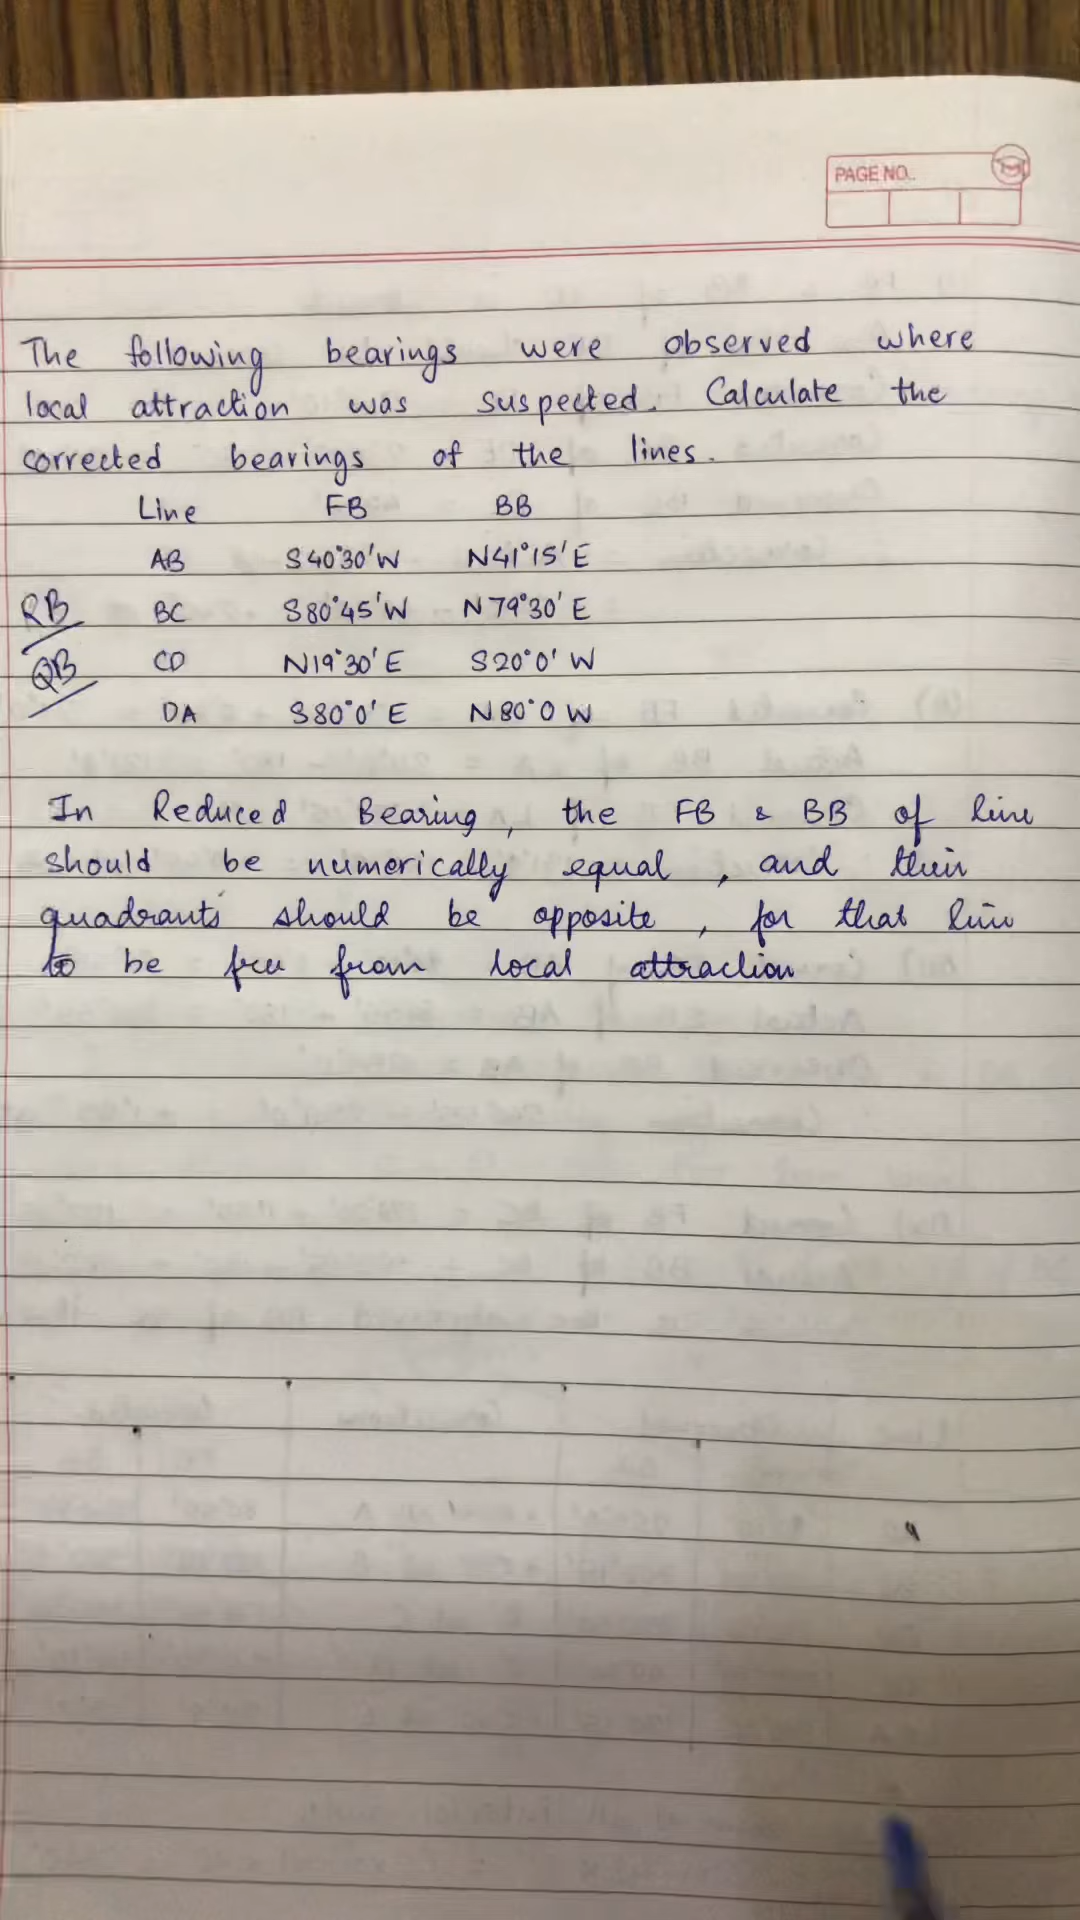 PAGE NO.
The following bearings were observed where
local attraction was suspected. Calculate the
corrected bearings of the lines.
Line FB BB
AB S40°30'W N41°15'E
RB BC S80°45'W N79°30'E
QB CD N19°30'E S20°0'W
DA S80°0'E N80°0W
In Reduced Bearing, the FB & BB of line
should be numerically equal, and their
quadrants should be opposite, for that line
to be free from local attraction